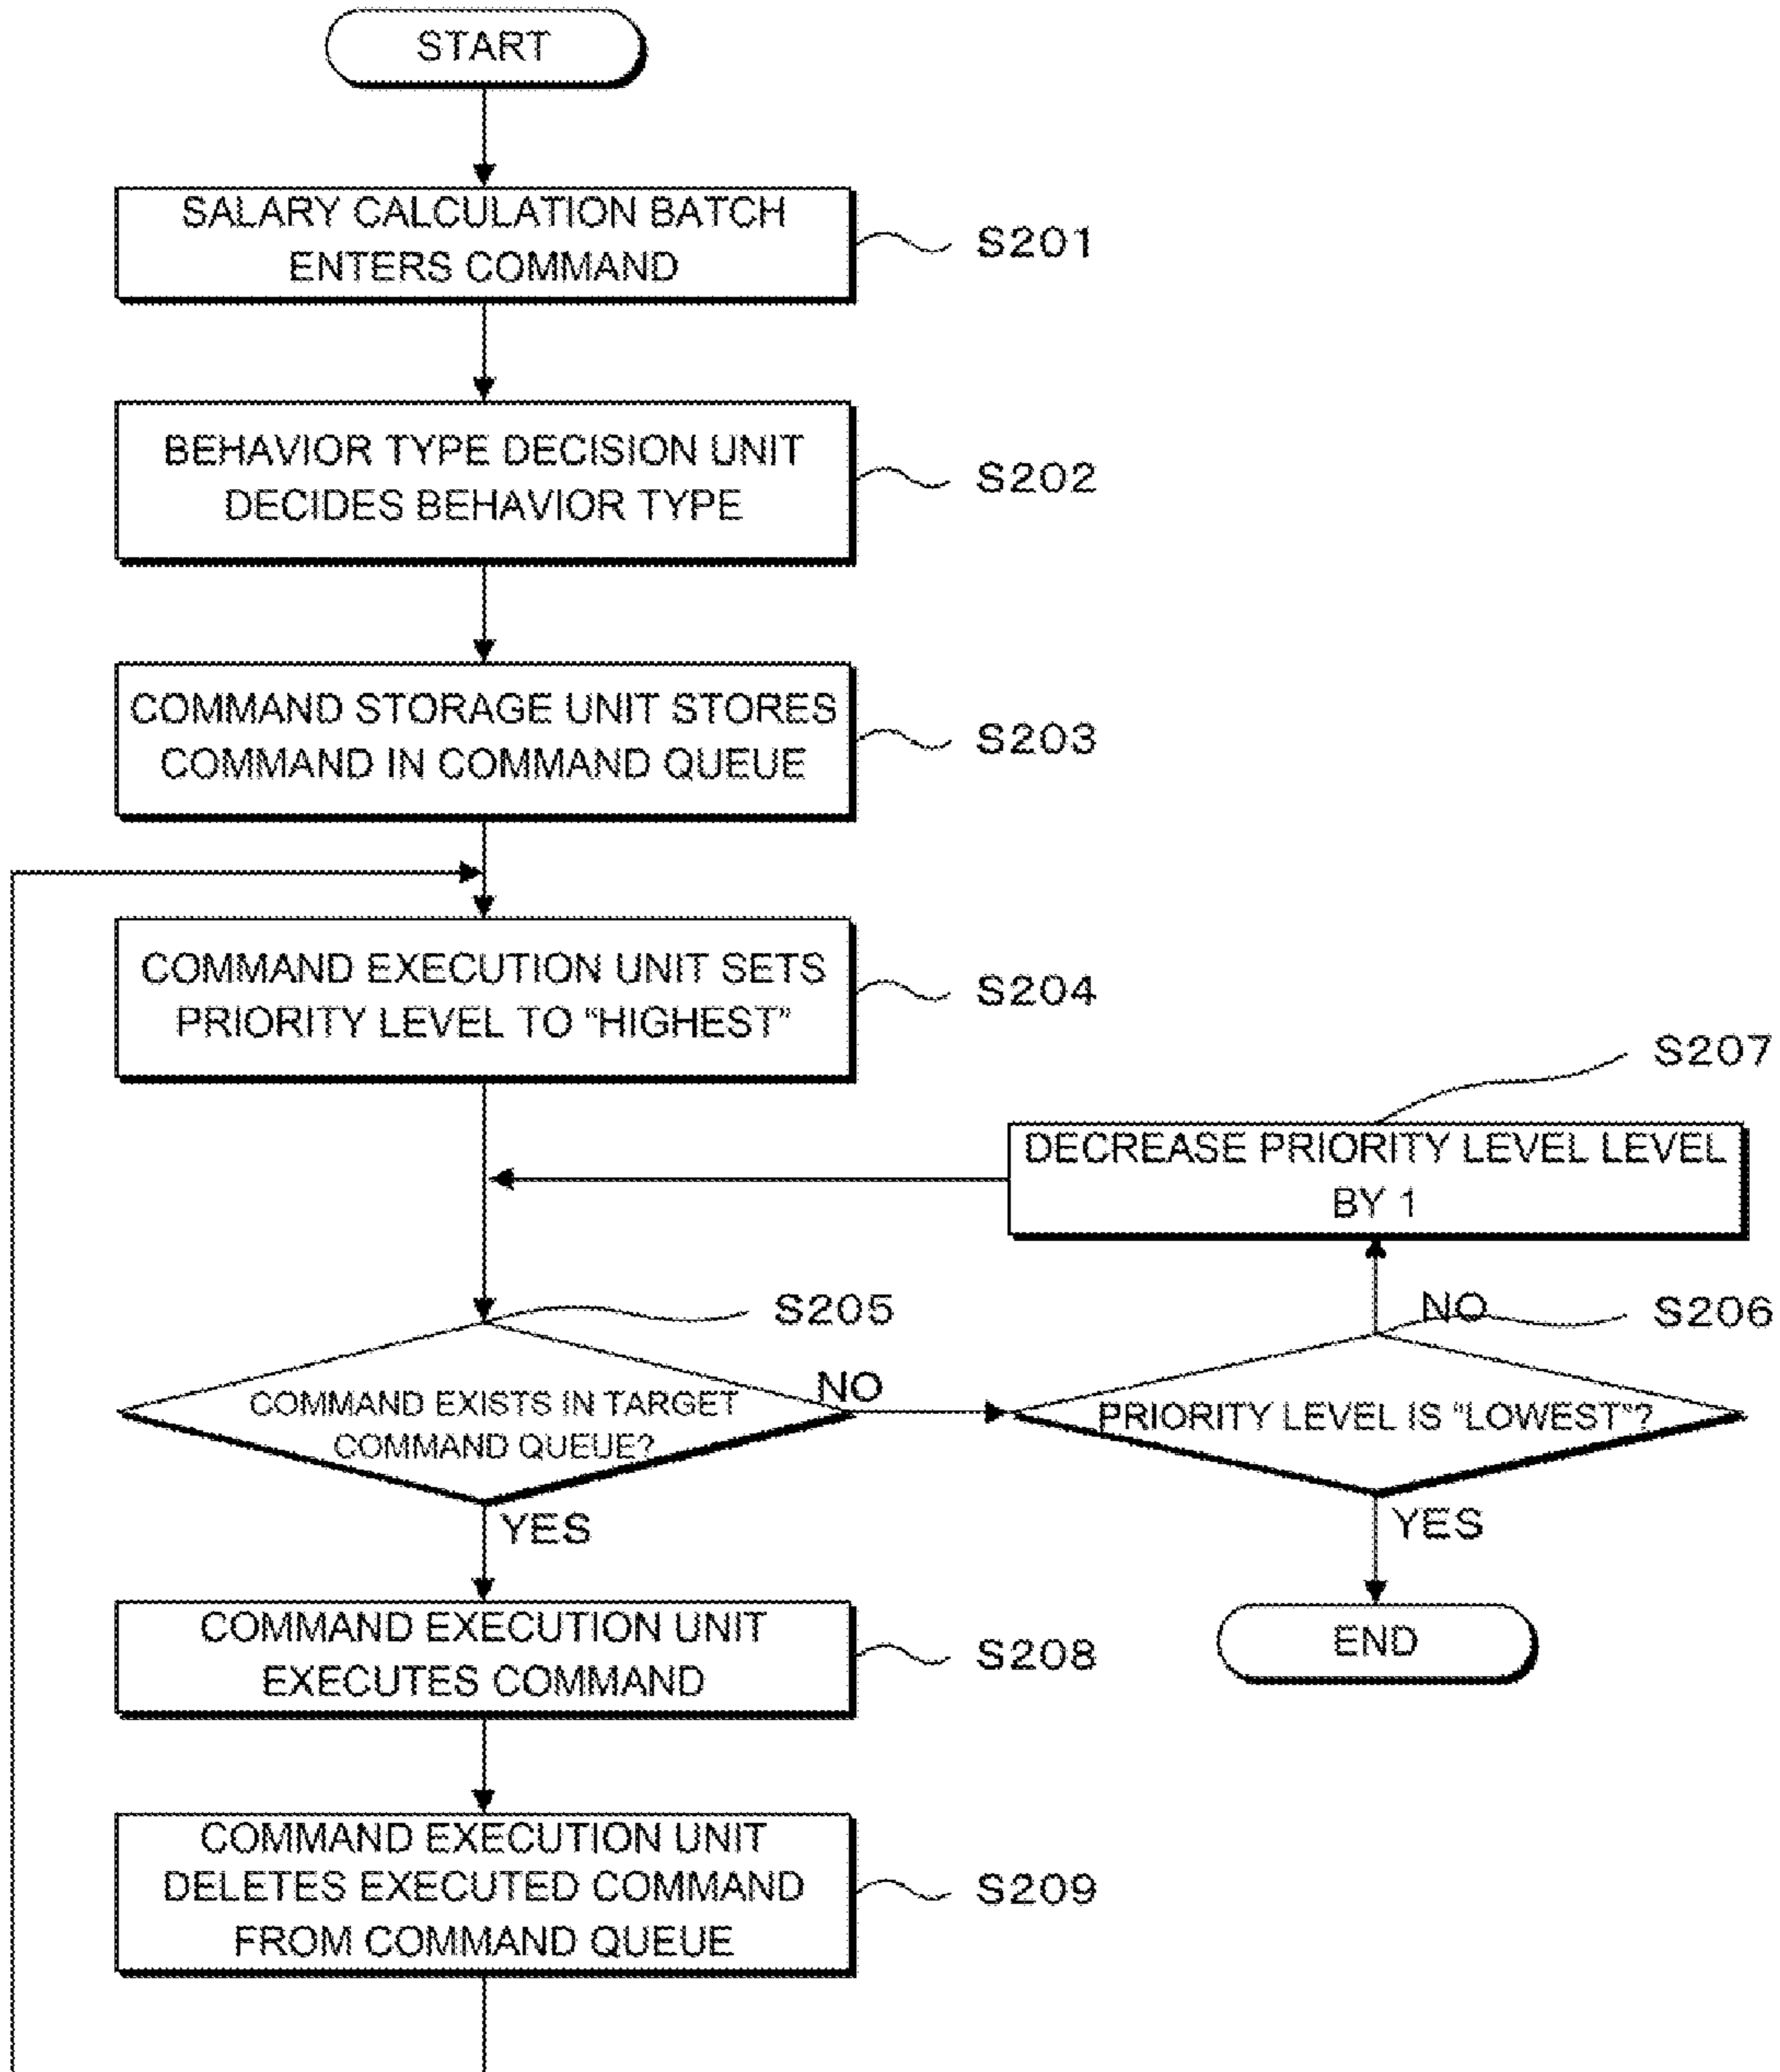 START
SALARY CALCULATION BATCH
ENTERS COMMAND
S201
BEHAVIOR TYPE DECISION UNIT
DECIDES BEHAVIOR TYPE
S202
COMMAND STORAGE UNIT STORES
COMMAND IN COMMAND QUEUE
S203
COMMAND EXECUTION UNIT SETS
PRIORITY LEVEL TO “HIGHEST”
S204
S207
DECREASE PRIORITY LEVEL LEVEL
BY 1
S205
NO
S206
COMMAND EXISTS IN TARGET
COMMAND QUEUE?
NO
PRIORITY LEVEL IS “LOWEST”?
YES
YES
COMMAND EXECUTION UNIT
EXECUTES COMMAND
S208
END
COMMAND EXECUTION UNIT
DELETES EXECUTED COMMAND
FROM COMMAND QUEUE
S209